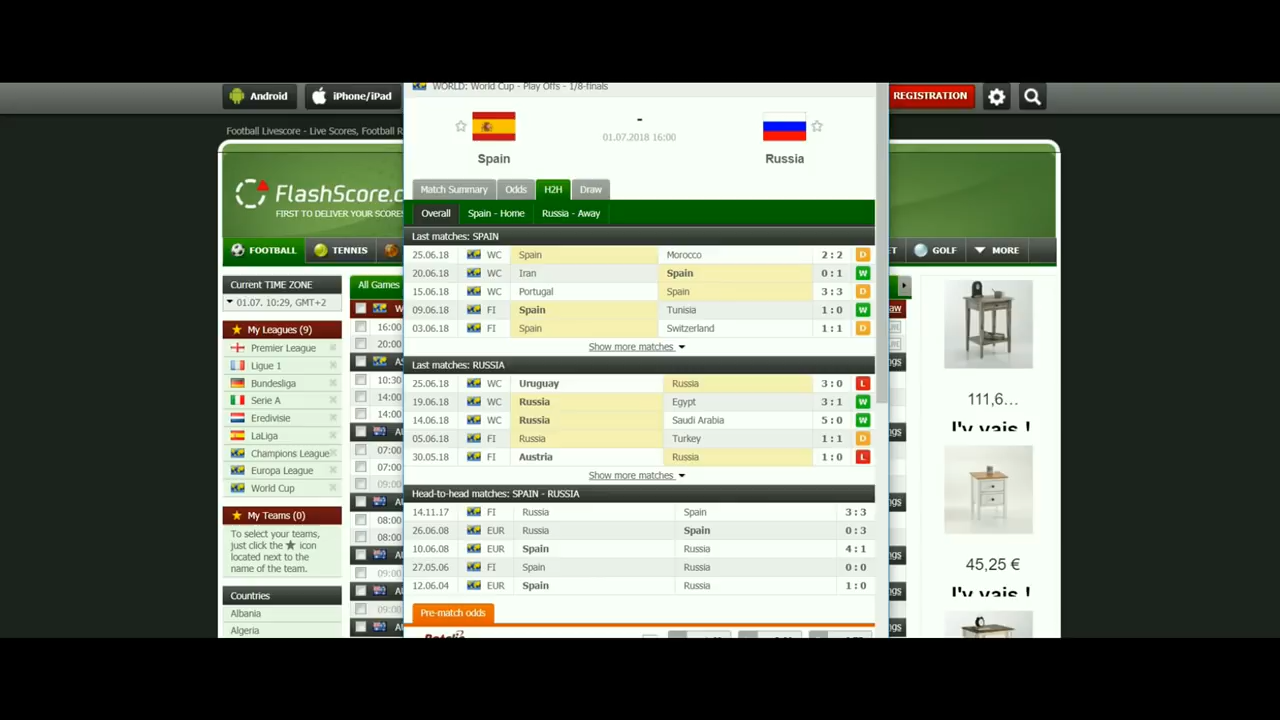 Android
iPhone/iPad
WORLD: World Cup - Play Offs - 1/8-finals
REGISTRATION
Football Livescore - Live Scores, Football R
-
01.07.2018 16:00
Spain
Russia
FlashScore.c
FIRST TO DELIVER YOUR SCORES
Match Summary Odds H2H Draw
Overall Spain - Home Russia - Away
FOOTBALL TENNIS GOLF MORE
Current TIME ZONE
01.07. 10:29, GMT+2
My Leagues (9)
Premier League
Ligue 1
Bundesliga
Serie A
Eredivisie
LaLiga
Champions League
Europa League
World Cup
My Teams (0)
To select your teams,
just click the icon
located next to the
name of the team.
Countries
Albania
Algeria
All Games
16:00
20:00
10:30
14:00
14:00
07:00
07:00
09:00
08:00
08:00
09:00
09:00
Last matches: SPAIN
25.06.18 WC Spain Morocco 2 : 2 D
20.06.18 WC Iran Spain 0 : 1 W
15.06.18 WC Portugal Spain 3 : 3 D
09.06.18 FI Spain Tunisia 1 : 0 W
03.06.18 FI Spain Switzerland 1 : 1 D
Show more matches
Last matches: RUSSIA
25.06.18 WC Uruguay Russia 3 : 0 L
19.06.18 WC Russia Egypt 3 : 1 W
14.06.18 WC Russia Saudi Arabia 5 : 0 W
05.06.18 FI Russia Turkey 1 : 1 D
30.05.18 FI Austria Russia 1 : 0 L
Show more matches
Head-to-head matches: SPAIN - RUSSIA
14.11.17 FI Russia Spain 3 : 3
26.06.08 EUR Russia Spain 0 : 3
10.06.08 EUR Spain Russia 4 : 1
27.05.06 FI Spain Russia 0 : 0
12.06.04 EUR Spain Russia 1 : 0
Pre-match odds
111,6...
J'y vais !
45,25 €
J'y vais !